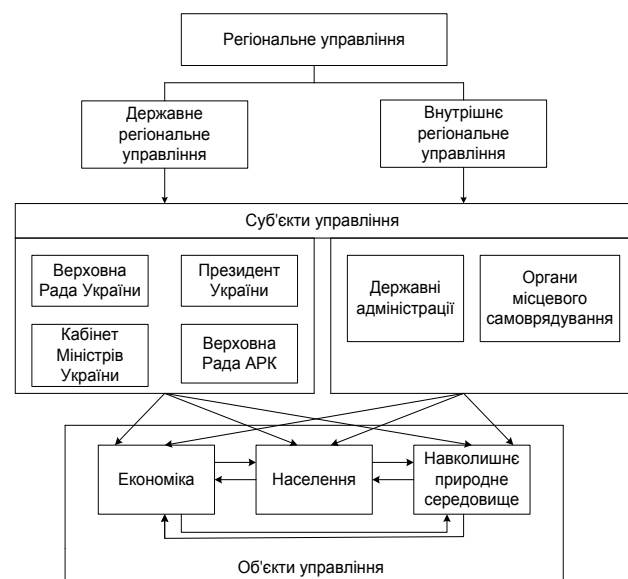 Регіональне управління
Державне
регіональне
управління
Внутрішнє
регіональне
управління
Суб'єкти управління
Верховна
Рада України
Президент
України
Кабінет
Міністрів
України
Верховна
Рада АРК
Державні
адміністрації
Органи
місцевого
самоврядування
Економіка
Населення
Навколишнє
природне
середовище
Об'єкти управління